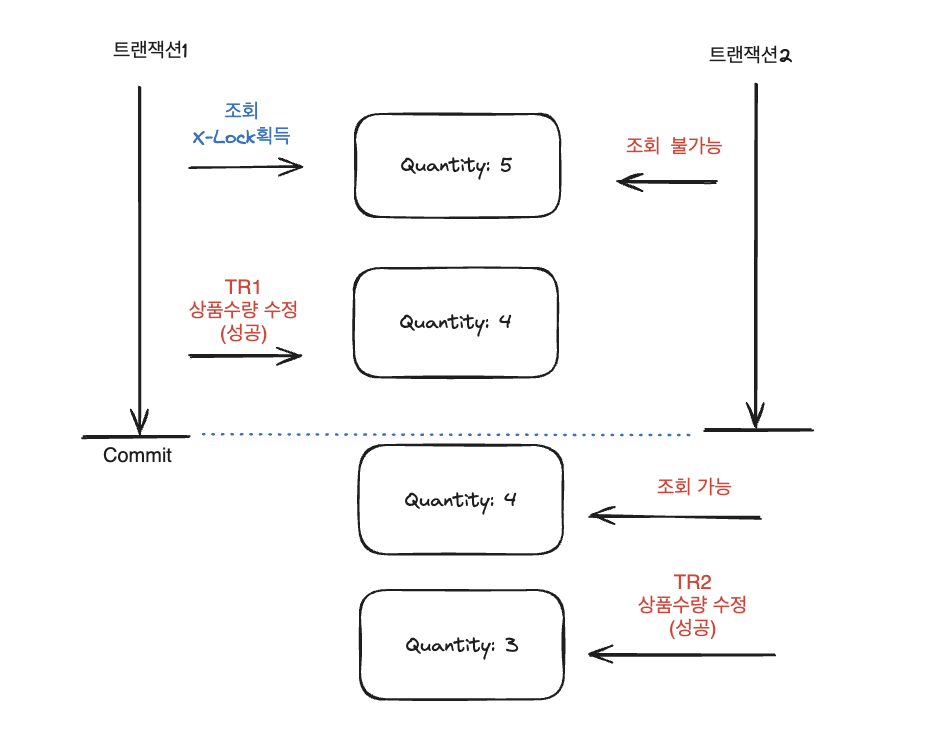 트랜잭션1
트랜잭션2
조회
X-Lock획득
Quantity: 5
조회 불가능
TR1
상품수량 수정
(성공)
Quantity: 4
Commit
Quantity: 4
조회 가능
TR2
상품수량 수정
(성공)
Quantity: 3